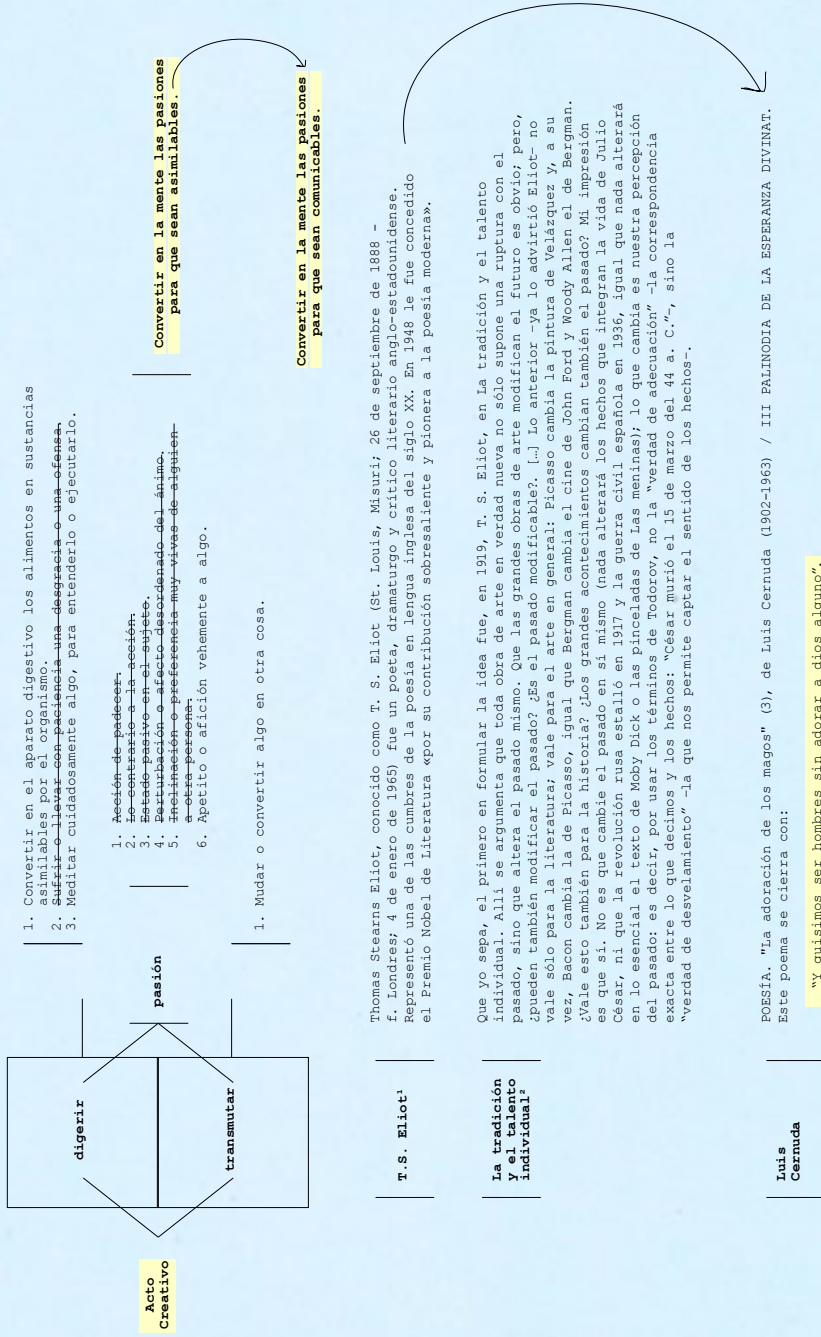 Acto
Creativo
digerir
transmutar
pasión
1. Convertir en el aparato digestivo los alimentos en sustancias
asimilables por el organismo.
2. Sufrir o llevar con paciencia una desgracia o una ofensa.
3. Meditar cuidadosamente algo, para entenderlo o ejecutarlo.
1. Acción de padecer.
2. Lo contrario a la acción.
3. Estado pasivo en el sujeto.
4. Perturbación o afecto desordenado del ánimo.
5. Inclinación o preferencia muy vivas de alguien
a otra persona.
6. Apetito o afición vehemente a algo.
1. Mudar o convertir algo en otra cosa.
Convertir en la mente las pasiones
para que sean asimilables.
Convertir en la mente las pasiones
para que sean comunicables.
T.S. Eliot¹
Thomas Stearns Eliot, conocido como T. S. Eliot (St. Louis, Misuri; 26 de septiembre de 1888 –
f. Londres; 4 de enero de 1965) fue un poeta, dramaturgo y crítico literario anglo-estadounidense.
Representó una de las cumbres de la poesía en lengua inglesa del siglo XX. En 1948 le fue concedido
el Premio Nobel de Literatura «por su contribución sobresaliente y pionera a la poesía moderna».
La tradición
y el talento
individual²
Que yo sepa, el primero en formular la idea fue, en 1919, T. S. Eliot, en La tradición y el talento
individual. Allí se argumenta que toda obra de arte en verdad nueva no sólo supone una ruptura con el
pasado, sino que altera el pasado mismo. Que las grandes obras de arte modifican el futuro es obvio; pero,
¿pueden también modificar el pasado? ¿Es el pasado modificable?. […] Lo anterior –ya lo advirtió Eliot– no
vale sólo para la literatura; vale para el arte en general: Picasso cambia la pintura de Velázquez y, a su
vez, Bacon cambia la de Picasso, igual que Bergman cambia el cine de John Ford y Woody Allen el de Bergman.
¿Vale esto también para la historia? ¿Los grandes acontecimientos cambian también el pasado? Mi impresión
es que sí. No es que cambie el pasado en sí mismo (nada alterará los hechos que integran la vida de Julio
César, ni que la revolución rusa estalló en 1917 y la guerra civil española en 1936, igual que nada alterará
en lo esencial el texto de Moby Dick o las pinceladas de Las meninas); lo que cambia es nuestra percepción
del pasado: es decir, por usar los términos de Todorov, no la "verdad de adecuación" –la correspondencia
exacta entre lo que decimos y los hechos: "César murió el 15 de marzo del 44 a. C."–, sino la
"verdad de desvelamiento" –la que nos permite captar el sentido de los hechos–.
Luis
Cernuda
POESÍA. "La adoración de los magos" (3), de Luis Cernuda (1902-1963) / III PALINODIA DE LA ESPERANZA DIVINAT.
Este poema se cierra con:
"Y quisimos ser hombres sin adorar a dios alguno".